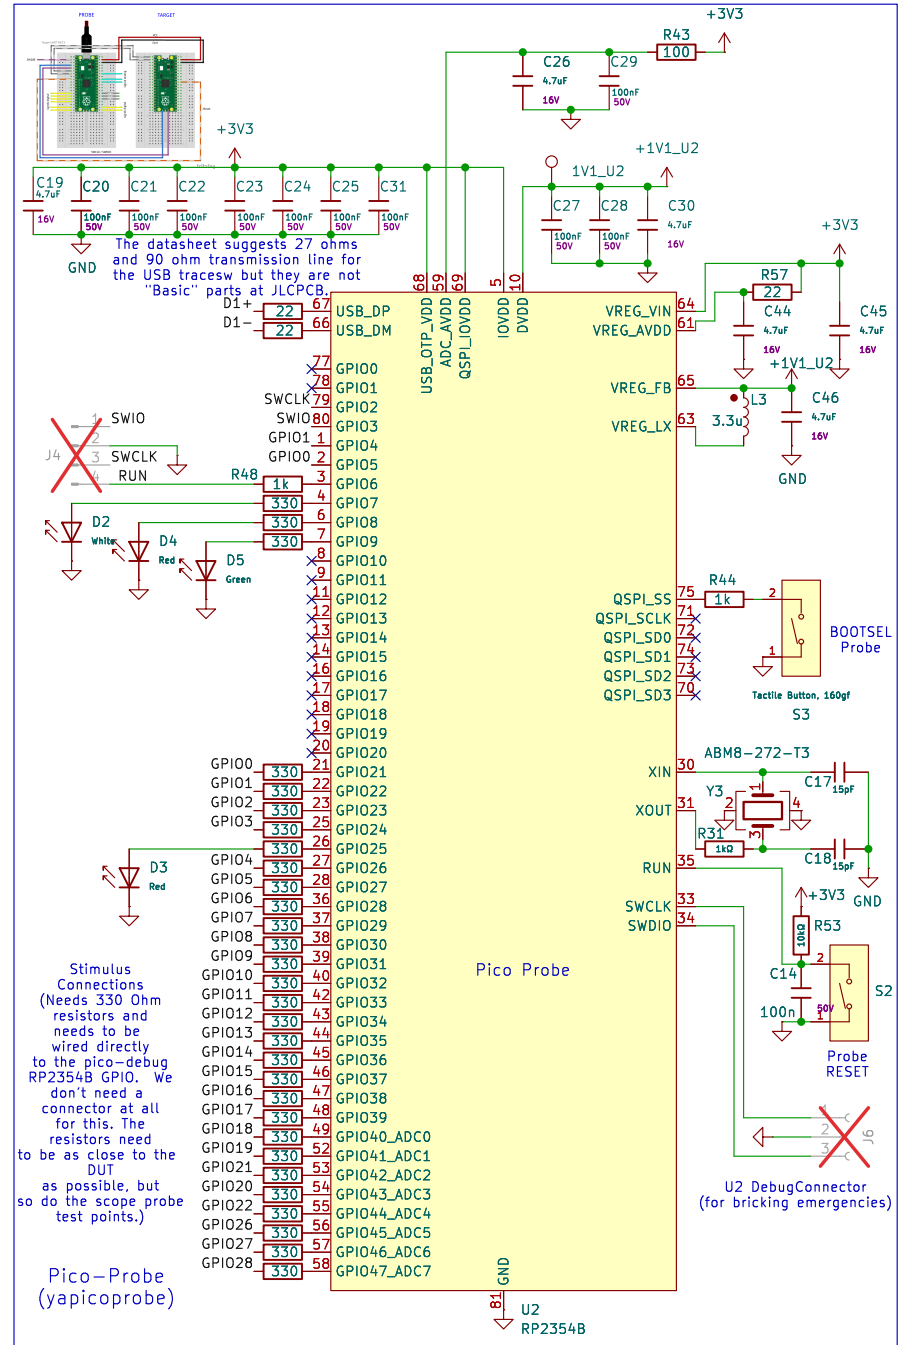 PROBE
TARGET
+3V3
R43
100
C26
4.7uF
16V
C29
100nF
50V
+3V3
C19
4.7uF
16V
C20
100nF
50V
C21
100nF
50V
C22
100nF
50V
C23
100nF
50V
C24
100nF
50V
C25
100nF
50V
C31
100nF
50V
GND
+1V1_U2
1V1_U2
C27
100nF
50V
C28
100nF
50V
C30
4.7uF
16V
The datasheet suggests 27 ohms
and 90 ohm transmission line for
the USB tracesw but they are not
"Basic" parts at JLCPCB.
+3V3
R57
22
C44
4.7uF
16V
C45
4.7uF
16V
+1V1_U2
L3
3.3u
C46
4.7uF
16V
GND
68 USB_OTP_VDD
59 ADC_AVDD
69 QSPI_IOVDD
5 IOVDD
10 DVDD
D1+ 22 67 USB_DP
D1- 22 66 USB_DM
77 GPIO0
78 GPIO1
SWCLK 79 GPIO2
SWIO 80 GPIO3
GPIO1 1 GPIO4
GPIO0 2 GPIO5
R48 1k 3 GPIO6
330 4 GPIO7
330 6 GPIO8
330 7 GPIO9
8 GPIO10
9 GPIO11
11 GPIO12
12 GPIO13
13 GPIO14
14 GPIO15
16 GPIO16
17 GPIO17
18 GPIO18
19 GPIO19
20 GPIO20
GPIO0 330 21 GPIO21
GPIO1 330 22 GPIO22
GPIO2 330 23 GPIO23
GPIO3 330 25 GPIO24
330 26 GPIO25
GPIO4 330 27 GPIO26
GPIO5 330 28 GPIO27
GPIO6 330 36 GPIO28
GPIO7 330 37 GPIO29
GPIO8 330 38 GPIO30
GPIO9 330 39 GPIO31
GPIO10 330 40 GPIO32
GPIO11 330 42 GPIO33
GPIO12 330 43 GPIO34
GPIO13 330 44 GPIO35
GPIO14 330 45 GPIO36
GPIO15 330 46 GPIO37
GPIO16 330 47 GPIO38
GPIO17 330 48 GPIO39
GPIO18 330 49 GPIO40_ADC0
GPIO19 330 52 GPIO41_ADC1
GPIO21 330 53 GPIO42_ADC2
GPIO20 330 54 GPIO43_ADC3
GPIO22 330 55 GPIO44_ADC4
GPIO26 330 56 GPIO45_ADC5
GPIO27 330 57 GPIO46_ADC6
GPIO28 330 58 GPIO47_ADC7
VREG_VIN 64
VREG_AVDD 61
VREG_FB 65
VREG_LX 63
QSPI_SS 75
QSPI_SCLK 71
QSPI_SD0 72
QSPI_SD1 74
QSPI_SD2 73
QSPI_SD3 70
XIN 30
XOUT 31
RUN 35
SWCLK 33
SWDIO 34
GND 81
Pico Probe
U2
RP2354B
J4
1 SWIO
2
3 SWCLK
4 RUN
D2
White
D4
Red
D5
Green
D3
Red
R44
1k
2
1
BOOTSEL
Probe
Tactile Button, 160gf
S3
ABM8-272-T3
Y3
1
2
4
3
C17
15pF
R31
1kΩ
C18
15pF
GND
+3V3
R53
10kΩ
C14
100n
50V
2
1
S2
Probe
RESET
1
2
3
J6
U2 DebugConnector
(for bricking emergencies)
Stimulus
Connections
(Needs 330 Ohm
resistors and
needs to be
wired directly
to the pico-debug
RP2354B GPIO. We
don't need a
connector at all
for this. The
resistors need
to be as close to the
DUT
as possible, but
so do the scope probe
test points.)
Pico-Probe
(yapicoprobe)